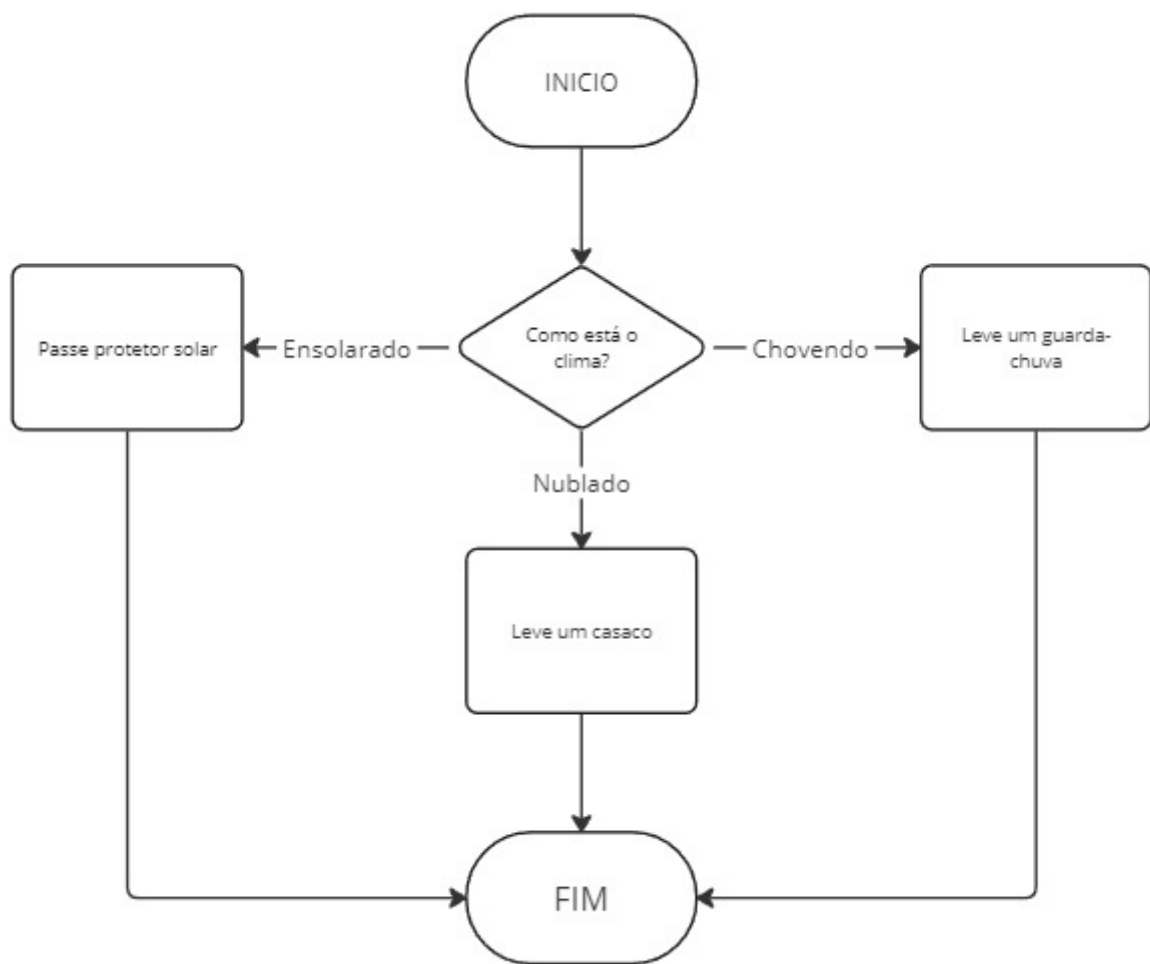 INICIO
Como está o
clima?
Ensolarado
Passe protetor solar
Chovendo
Leve um guarda-
chuva
Nublado
Leve um casaco
FIM